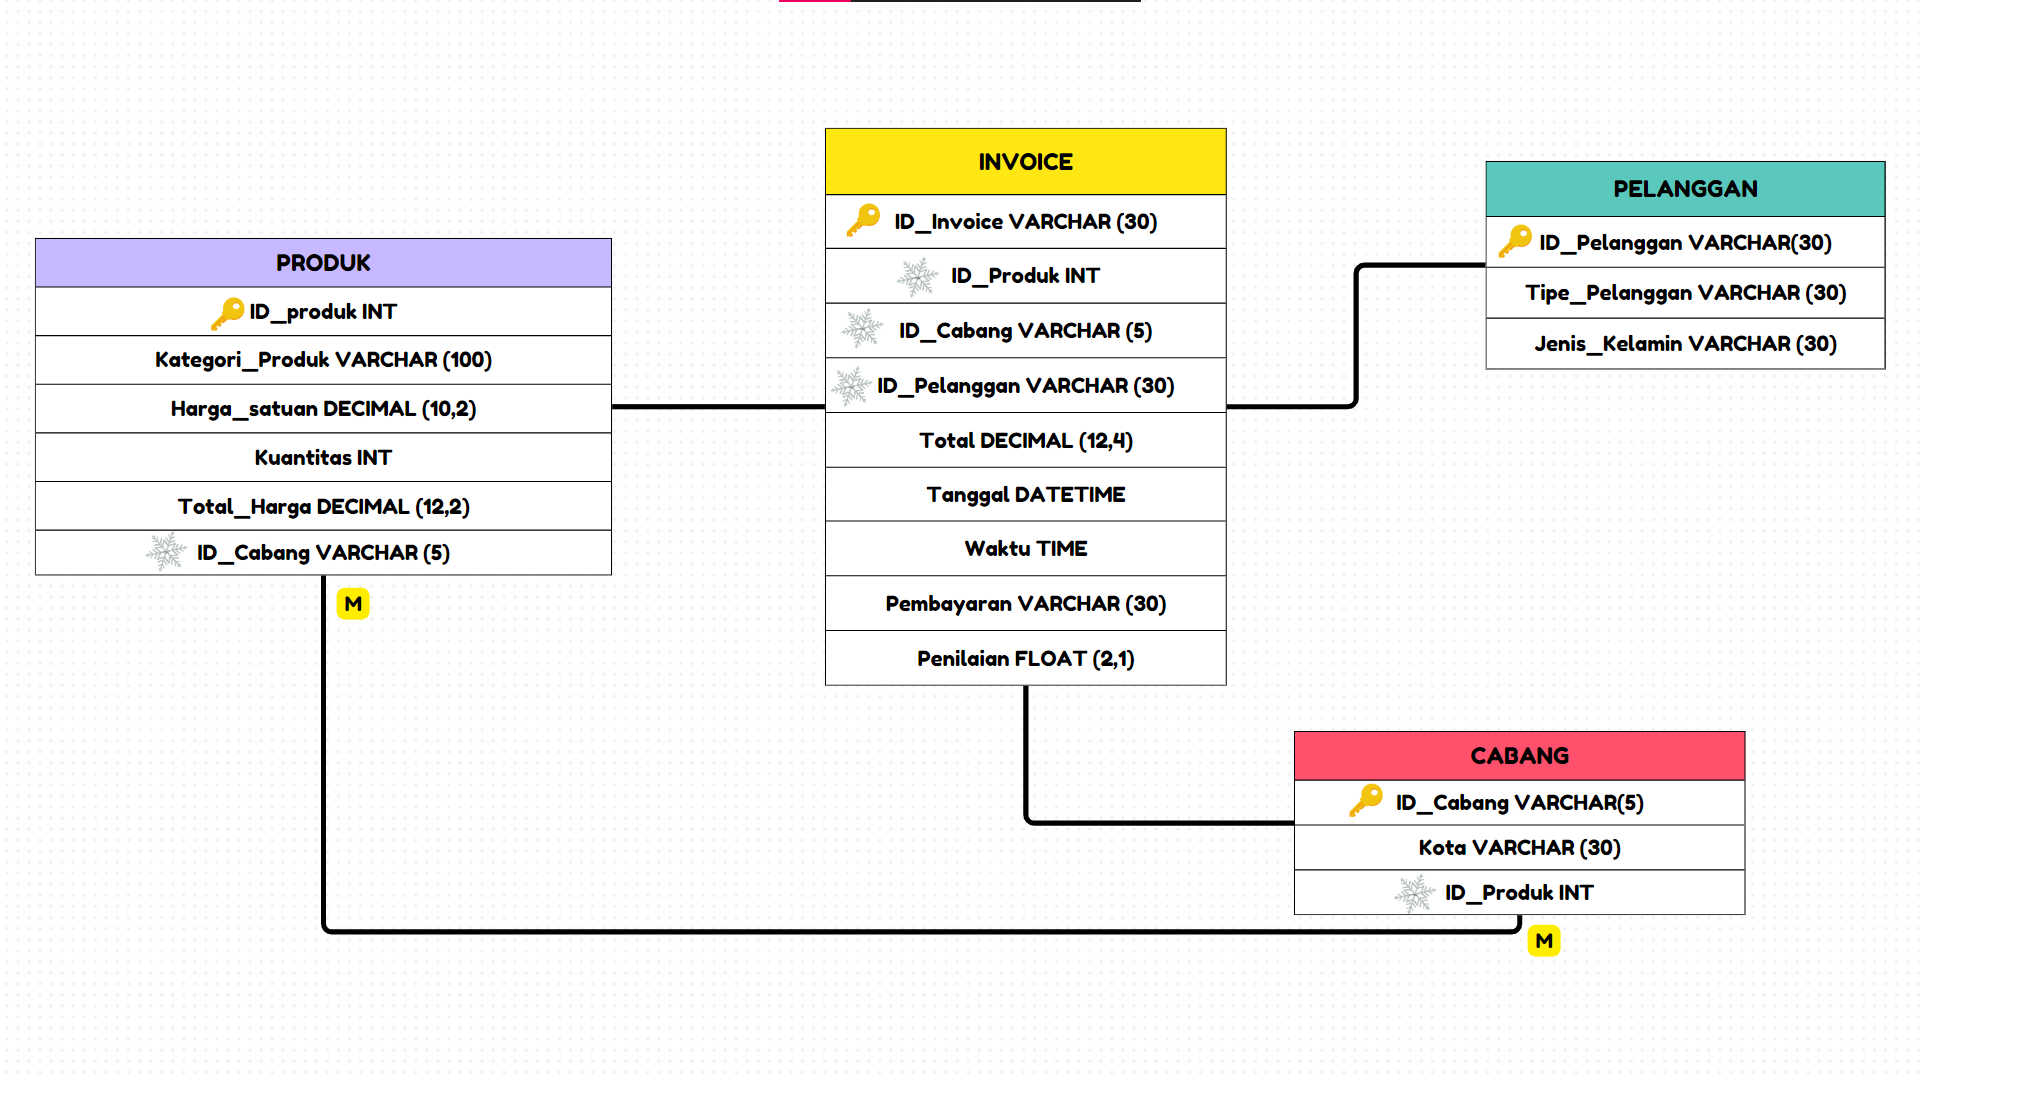 PRODUK
ID_produk INT
Kategori_Produk VARCHAR (100)
Harga_satuan DECIMAL (10,2)
Kuantitas INT
Total_Harga DECIMAL (12,2)
ID_Cabang VARCHAR (5)
M
INVOICE
ID_Invoice VARCHAR (30)
ID_Produk INT
ID_Cabang VARCHAR (5)
ID_Pelanggan VARCHAR (30)
Total DECIMAL (12,4)
Tanggal DATETIME
Waktu TIME
Pembayaran VARCHAR (30)
Penilaian FLOAT (2,1)
PELANGGAN
ID_Pelanggan VARCHAR(30)
Tipe_Pelanggan VARCHAR (30)
Jenis_Kelamin VARCHAR (30)
CABANG
ID_Cabang VARCHAR(5)
Kota VARCHAR (30)
ID_Produk INT
M